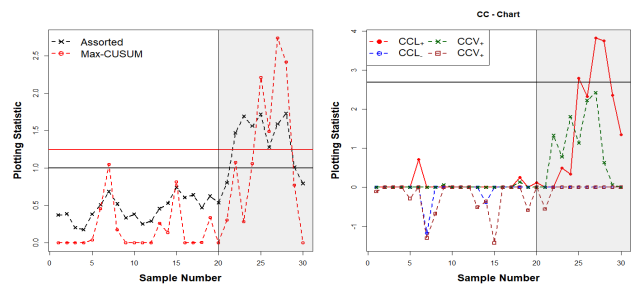 CC - Chart
Assorted
Max-CUSUM
Plotting Statistic
0.0 0.5 1.0 1.5 2.0 2.5
0 5 10 15 20 25 30
Sample Number
CCL+ CCV+
CCL- CCV+
Plotting Statistic
-1 0 1 2 3 4
0 5 10 15 20 25 30
Sample Number